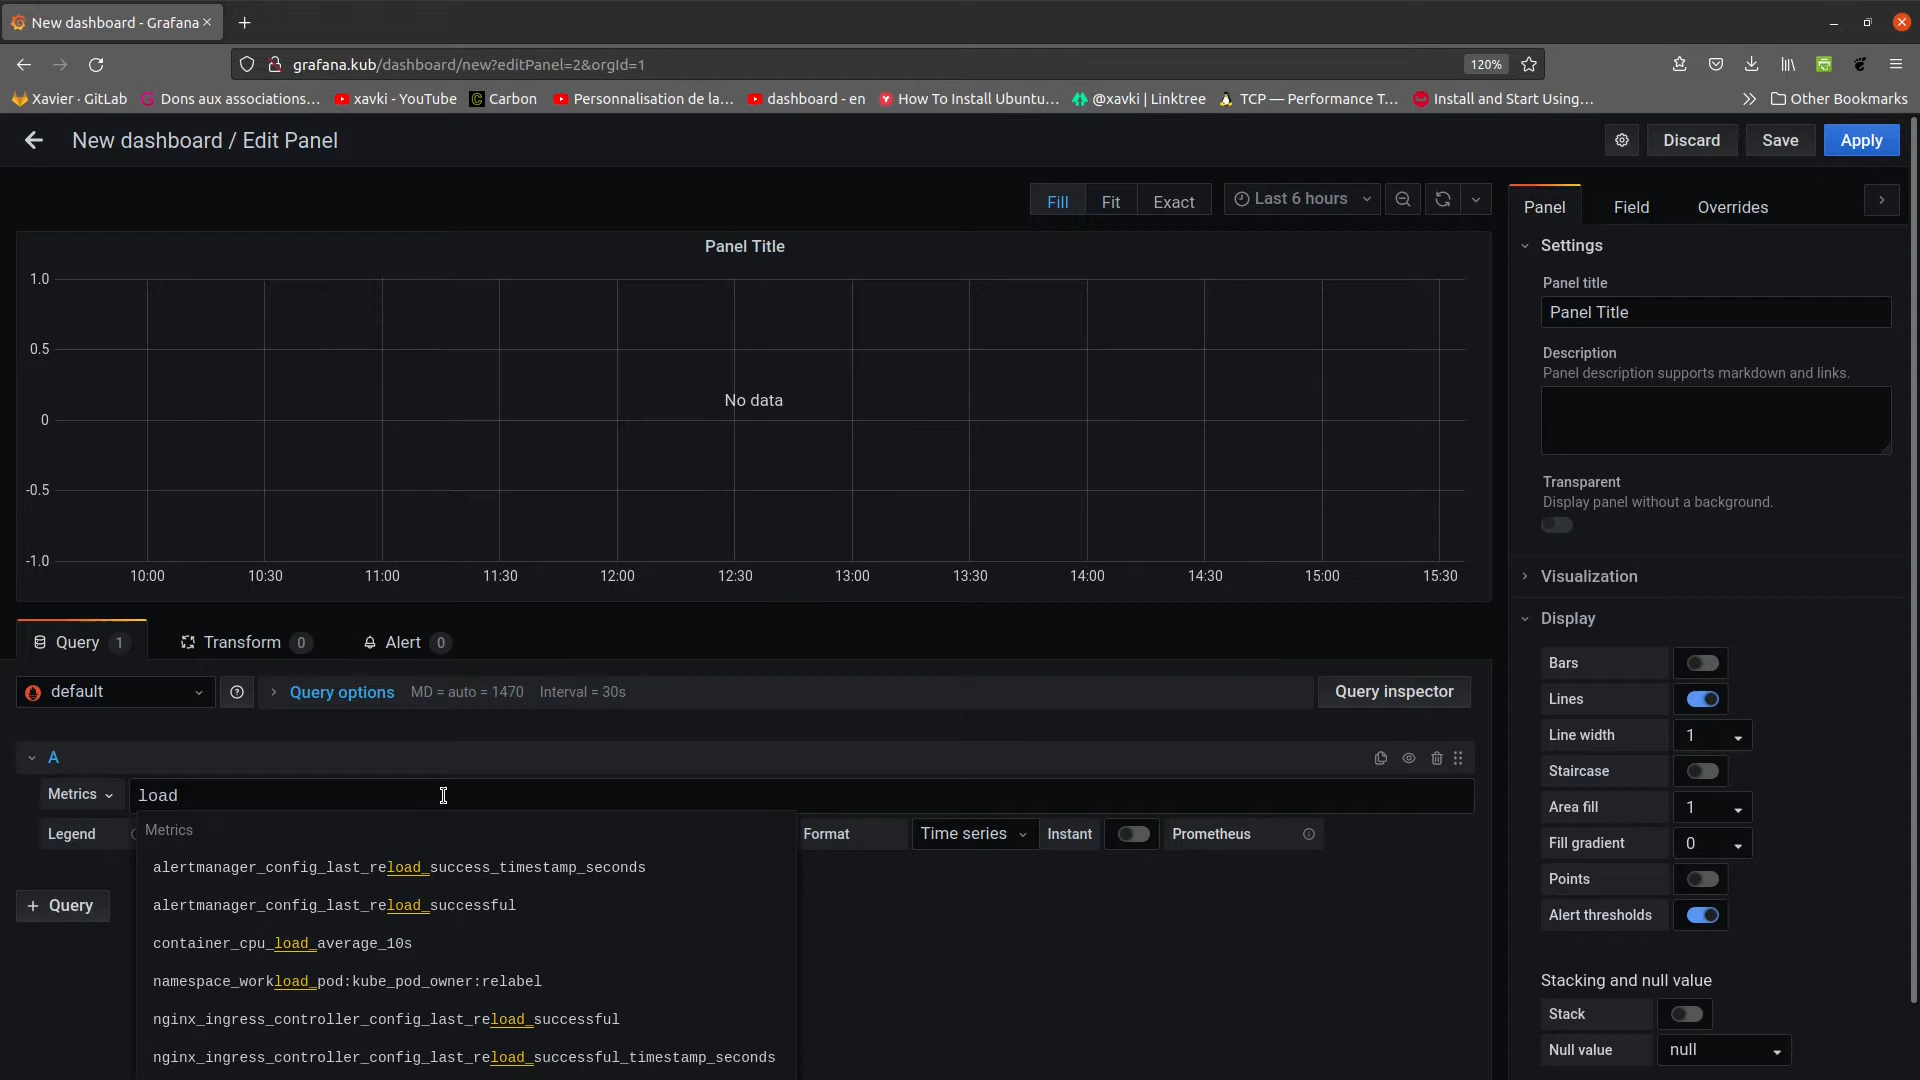 New dashboard - Grafana
grafana.kub/dashboard/new?editPanel=2&orgId=1
120%
Xavier · GitLab
Dons aux associations...
xavki - YouTube
Carbon
Personnalisation de la...
dashboard - en
How To Install Ubuntu...
@xavki | Linktree
TCP — Performance T...
Install and Start Using...
Other Bookmarks
New dashboard / Edit Panel
Discard
Save
Apply
Fill
Fit
Exact
Last 6 hours
Panel
Field
Overrides
Panel Title
1.0
0.5
0
-0.5
-1.0
No data
10:00
10:30
11:00
11:30
12:00
12:30
13:00
13:30
14:00
14:30
15:00
15:30
Settings
Panel title
Panel Title
Description
Panel description supports markdown and links.
Transparent
Display panel without a background.
Visualization
Display
Bars
Lines
Line width
1
Staircase
Area fill
1
Fill gradient
0
Points
Alert thresholds
Stacking and null value
Stack
Null value
null
Query 1
Transform 0
Alert 0
default
Query options
MD = auto = 1470
Interval = 30s
Query inspector
A
Metrics
load
Legend
Format
Time series
Instant
Prometheus
+ Query
Metrics
alertmanager_config_last_reload_success_timestamp_seconds
alertmanager_config_last_reload_successful
container_cpu_load_average_10s
namespace_workload_pod:kube_pod_owner:relabel
nginx_ingress_controller_config_last_reload_successful
nginx_ingress_controller_config_last_reload_successful_timestamp_seconds